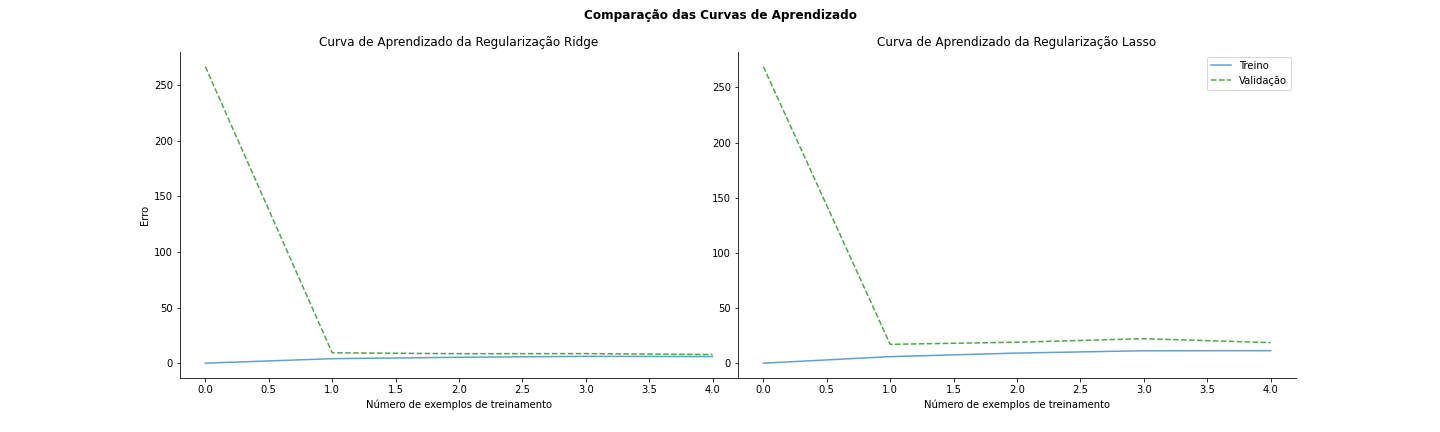 Comparação das Curvas de Aprendizado
Curva de Aprendizado da Regularização Ridge
250
200
150
100
50
0
Erro
0.0 0.5 1.0 1.5 2.0 2.5 3.0 3.5 4.0
Número de exemplos de treinamento
Curva de Aprendizado da Regularização Lasso
Treino
Validação
250
200
150
100
50
0
0.0 0.5 1.0 1.5 2.0 2.5 3.0 3.5 4.0
Número de exemplos de treinamento